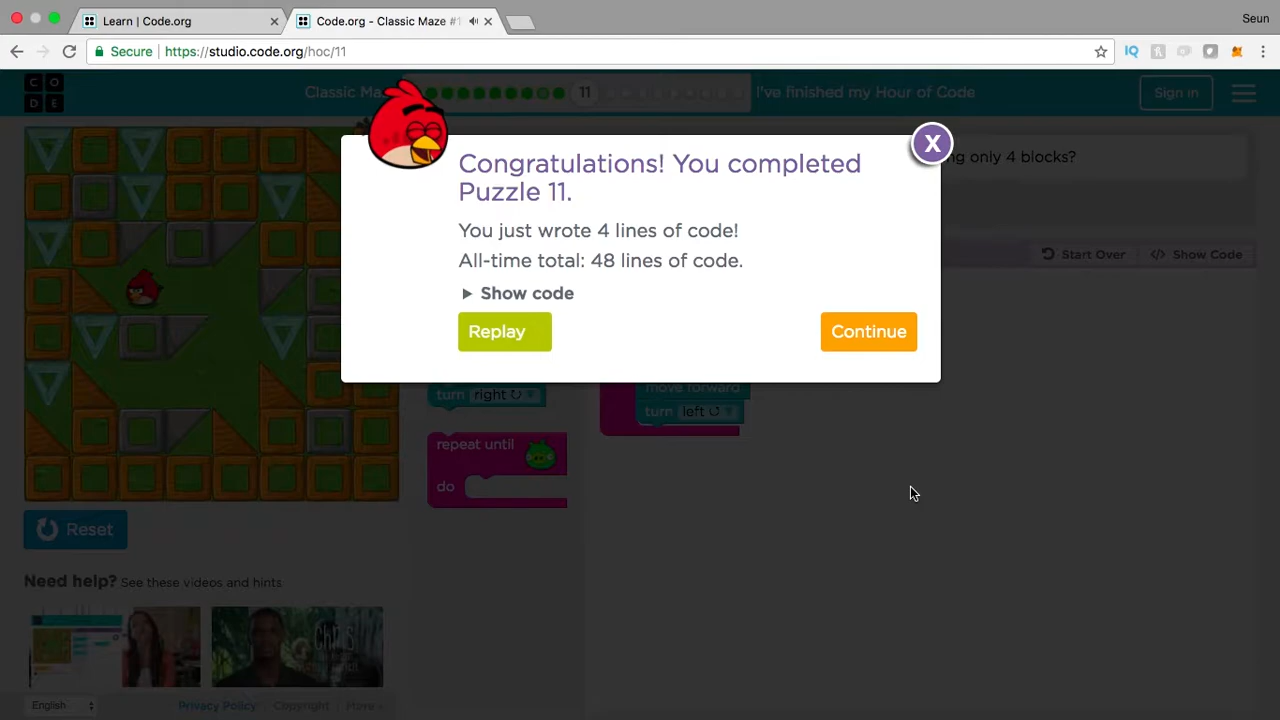 Learn | Code.org
Code.org - Classic Maze #1
Seun
Secure
https://studio.code.org/hoc/11
IQ
C O
D E
Classic Ma
11
I've finished my Hour of Code
Sign in
X
ng only 4 blocks?
Congratulations! You completed
Puzzle 11.
You just wrote 4 lines of code!
All-time total: 48 lines of code.
Show code
Replay
Continue
Start Over
</> Show Code
move forward
turn right
turn left
repeat until
do
Reset
Need help? See these videos and hints
Chris
English
Privacy Policy
Copyright
More